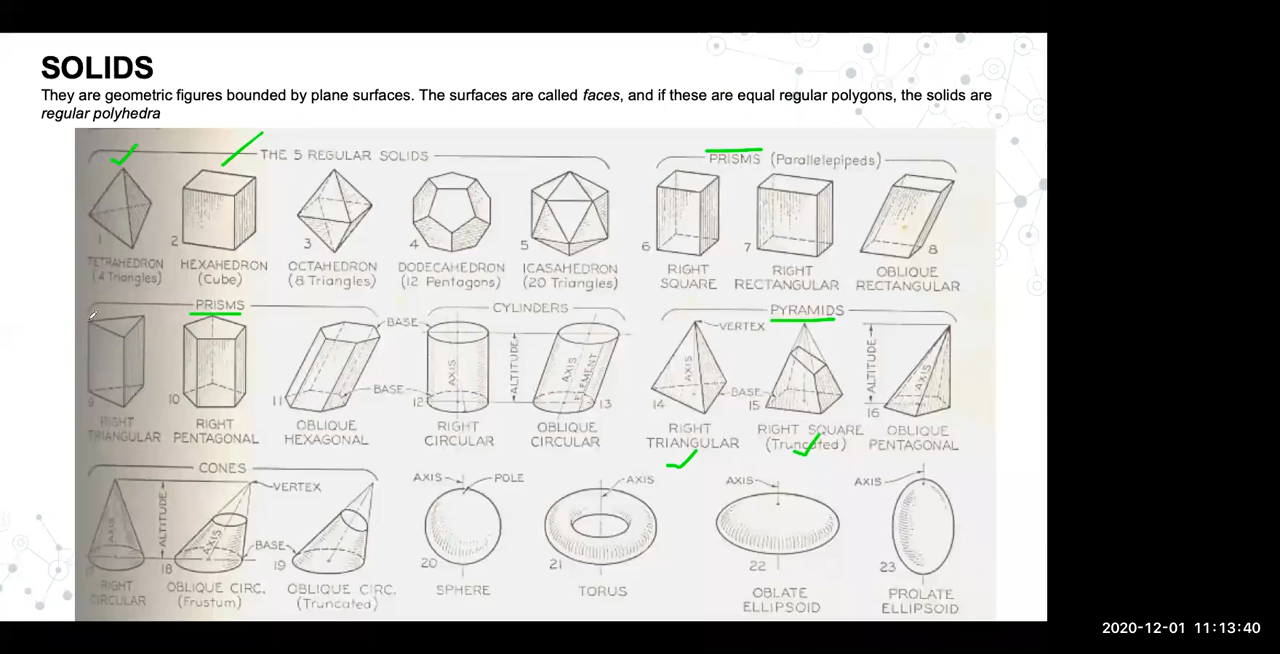 SOLIDS
They are geometric figures bounded by plane surfaces. The surfaces are called faces, and if these are equal regular polygons, the solids are
regular polyhedra
THE 5 REGULAR SOLIDS
PRISMS (Parallelepipeds)
1
2
3
4
5
6
7
8
TETRAHEDRON
(4 Triangles)
HEXAHEDRON
(Cube)
OCTAHEDRON
(8 Triangles)
DODECAHEDRON
(12 Pentagons)
ICASAHEDRON
(20 Triangles)
RIGHT
SQUARE
RIGHT
RECTANGULAR
OBLIQUE
RECTANGULAR
PRISMS
CYLINDERS
PYRAMIDS
BASE
BASE
AXIS
ALTITUDE
AXIS
ELEMENT
AXIS
VERTEX
BASE
ALTITUDE
AXIS
9
10
11
12
13
14
15
16
RIGHT
TRIANGULAR
RIGHT
PENTAGONAL
OBLIQUE
HEXAGONAL
RIGHT
CIRCULAR
OBLIQUE
CIRCULAR
RIGHT
TRIANGULAR
RIGHT SQUARE
(Truncated)
OBLIQUE
PENTAGONAL
CONES
AXIS
ALTITUDE
AXIS
VERTEX
BASE
AXIS
POLE
AXIS
AXIS
AXIS
18
19
20
21
22
23
RIGHT
CIRCULAR
OBLIQUE CIRC.
(Frustum)
OBLIQUE CIRC.
(Truncated)
SPHERE
TORUS
OBLATE
ELLIPSOID
PROLATE
ELLIPSOID
2020-12-01 11:13:40